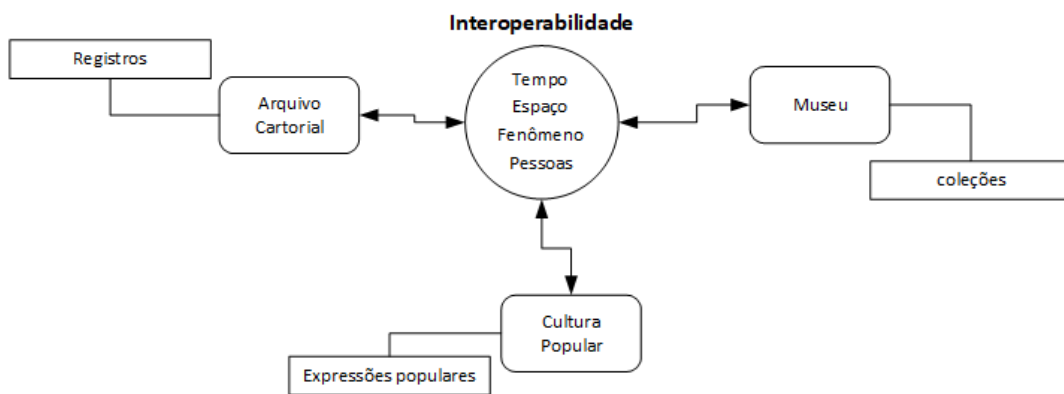 Interoperabilidade
Registros
Arquivo
Cartorial
Tempo
Espaço
Fenômeno
Pessoas
Museu
coleções
Cultura
Popular
Expressões populares